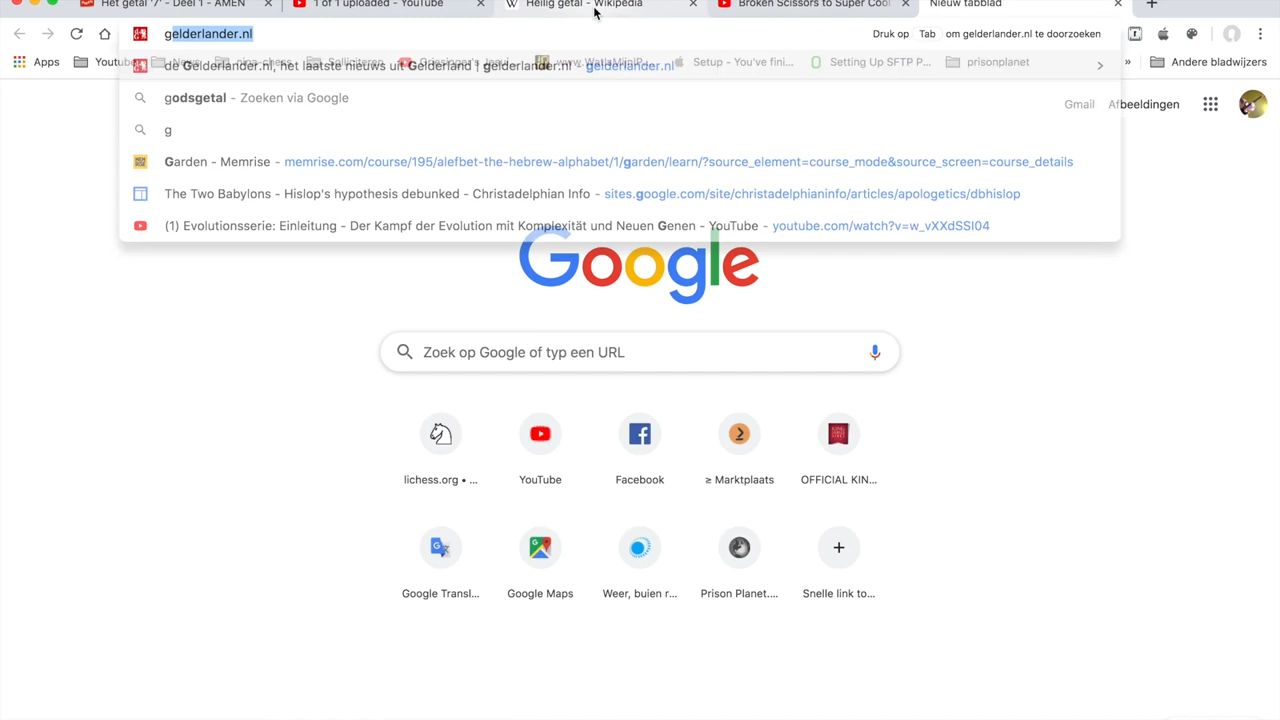 Het getal '7' - Deel 1 - AMEN
1 of 1 uploaded - YouTube
Heilig getal - Wikipedia
Broken Scissors to Super Cool
Nieuw tabblad
gelderlander.nl
Druk op Tab om gelderlander.nl te doorzoeken
Apps
Youtube
Solliciteren
www.WatIsMijnIP
Setup - You've fini...
Setting Up SFTP P...
prisonplanet
»
Andere bladwijzers
de Gelderlander.nl, het laatste nieuws uit Gelderland | gelderlander.nl - gelderlander.nl
godsgetal - Zoeken via Google
Gmail
Afbeeldingen
g
Garden - Memrise - memrise.com/course/195/alefbet-the-hebrew-alphabet/1/garden/learn/?source_element=course_mode&source_screen=course_details
The Two Babylons - Hislop's hypothesis debunked - Christadelphian Info - sites.google.com/site/christadelphianinfo/articles/apologetics/dbhislop
(1) Evolutionsserie: Einleitung - Der Kampf der Evolution mit Komplexität und Neuen Genen - YouTube - youtube.com/watch?v=w_vXXdSSI04
Google
Zoek op Google of typ een URL
lichess.org • ...
YouTube
Facebook
≥ Marktplaats
OFFICIAL KIN...
Google Transl...
Google Maps
Weer, buien r...
Prison Planet....
Snelle link to...